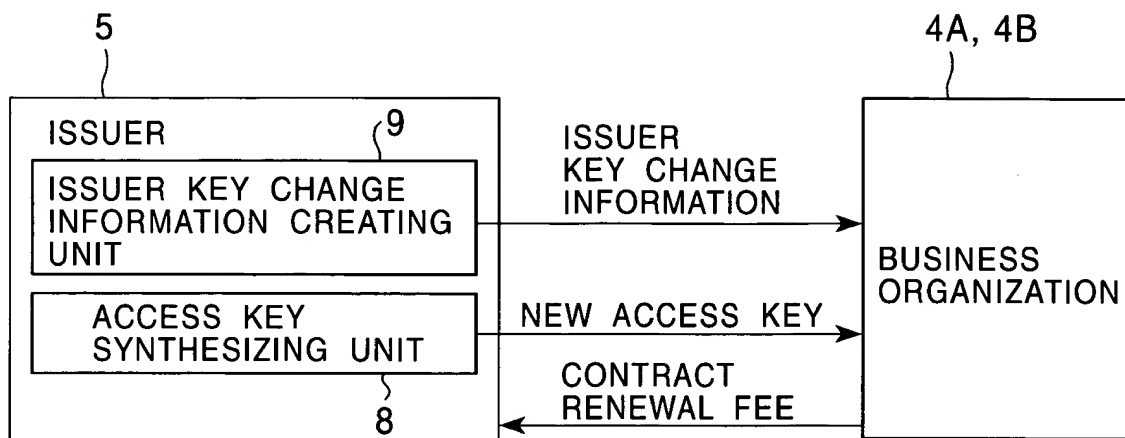 5
4A, 4B
ISSUER
9
ISSUER KEY CHANGE
INFORMATION CREATING
UNIT
ISSUER
KEY CHANGE
INFORMATION
BUSINESS
ORGANIZATION
ACCESS KEY
SYNTHESIZING UNIT
NEW ACCESS KEY
8
CONTRACT
RENEWAL FEE